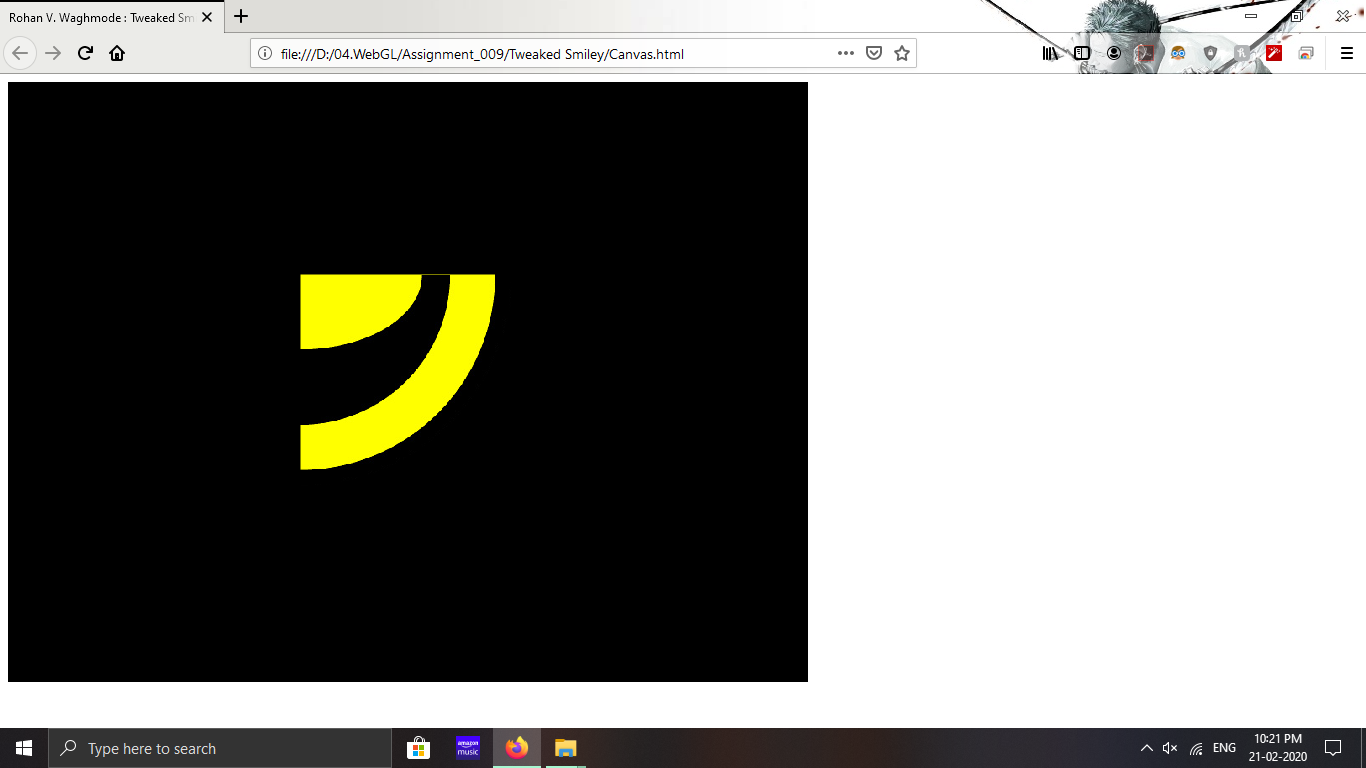 Rohan V. Waghmode : Tweaked Sm
file:///D:/04.WebGL/Assignment_009/Tweaked Smiley/Canvas.html
Type here to search
amazon
music
ENG
10:21 PM
21-02-2020